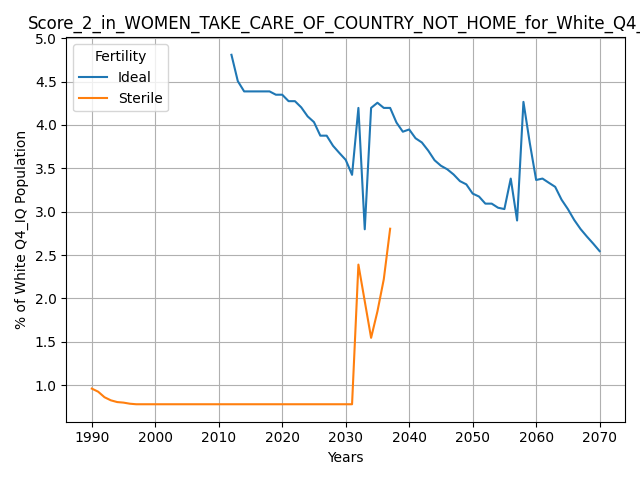 Score_2_in_WOMEN_TAKE_CARE_OF_COUNTRY_NOT_HOME_for_White_Q4_
Fertility
Ideal
Sterile
% of White Q4_IQ Population
5.0
4.5
4.0
3.5
3.0
2.5
2.0
1.5
1.0
1990 2000 2010 2020 2030 2040 2050 2060 2070
Years